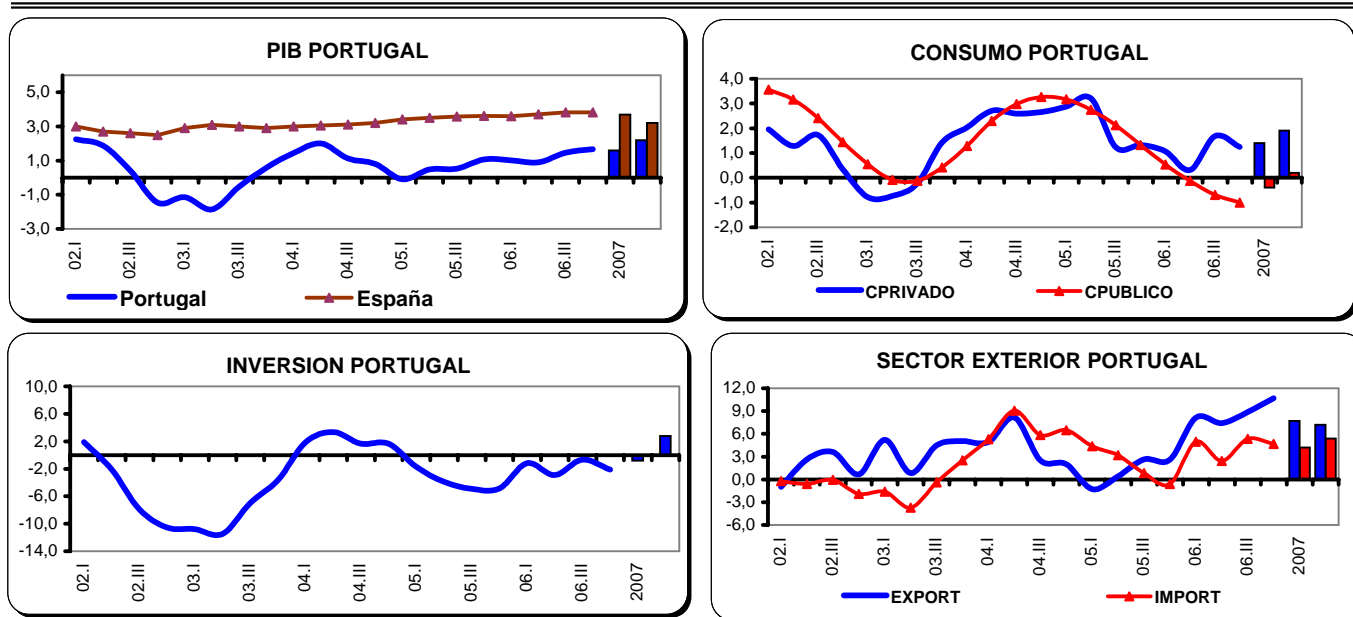 PIB PORTUGAL
5,0
3,0
1,0
-1,0
-3,0
02.I
02.III
03.I
03.III
04.I
04.III
05.I
05.III
06.I
06.III
2007
Portugal
España
CONSUMO PORTUGAL
4,0
3,0
2,0
1,0
0,0
-1,0
-2,0
02.I
02.III
03.I
03.III
04.I
04.III
05.I
05.III
06.I
06.III
2007
CPRIVADO
CPUBLICO
INVERSION PORTUGAL
10,0
6,0
2,0
-2,0
-6,0
-10,0
-14,0
02.I
02.III
03.I
03.III
04.I
04.III
05.I
05.III
06.I
06.III
2007
SECTOR EXTERIOR PORTUGAL
12,0
9,0
6,0
3,0
0,0
-3,0
-6,0
02.I
02.III
03.I
03.III
04.I
04.III
05.I
05.III
06.I
06.III
2007
EXPORT
IMPORT